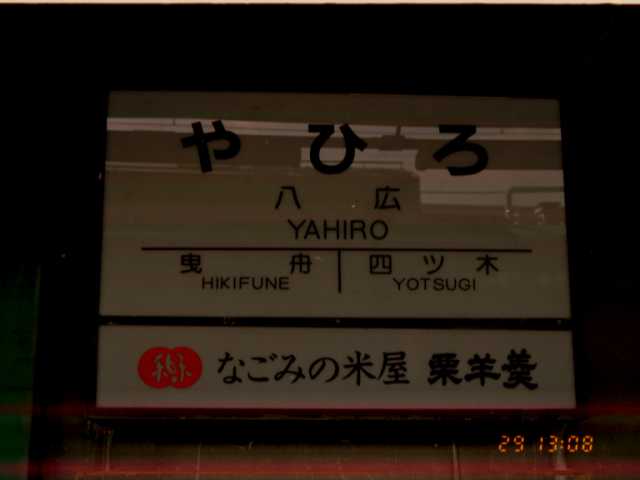 やひろ
八広
YAHIRO
曳舟 四ツ木
HIKIFUNE YOTSUGI
なごみの米屋 栗羊羹
29 13:08